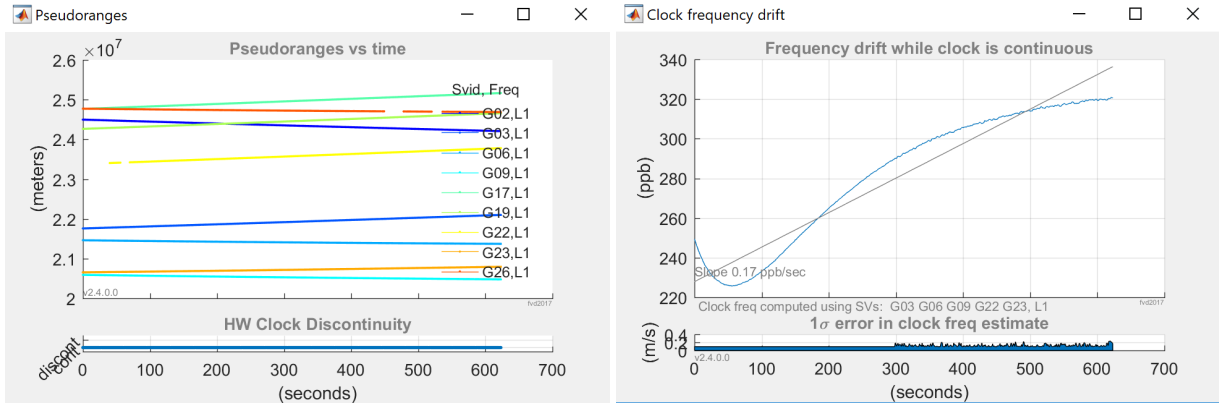 Pseudoranges
Pseudoranges vs time
×10^7
2.6
2.5
2.4
2.3
2.2
2.1
2
(meters)
Svid, Freq
G02,L1
G03,L1
G06,L1
G09,L1
G17,L1
G19,L1
G22,L1
G23,L1
G26,L1
v2.4.0.0
fvd2017
HW Clock Discontinuity
discont
cont
0 100 200 300 400 500 600 700
(seconds)
Clock frequency drift
Frequency drift while clock is continuous
340
320
300
280
260
240
220
(ppb)
Slope 0.17 ppb/sec
Clock freq computed using SVs: G03 G06 G09 G22 G23, L1
fvd2017
1σ error in clock freq estimate
0.4
0.2
0
(m/s)
v2.4.0.0
0 100 200 300 400 500 600 700
(seconds)